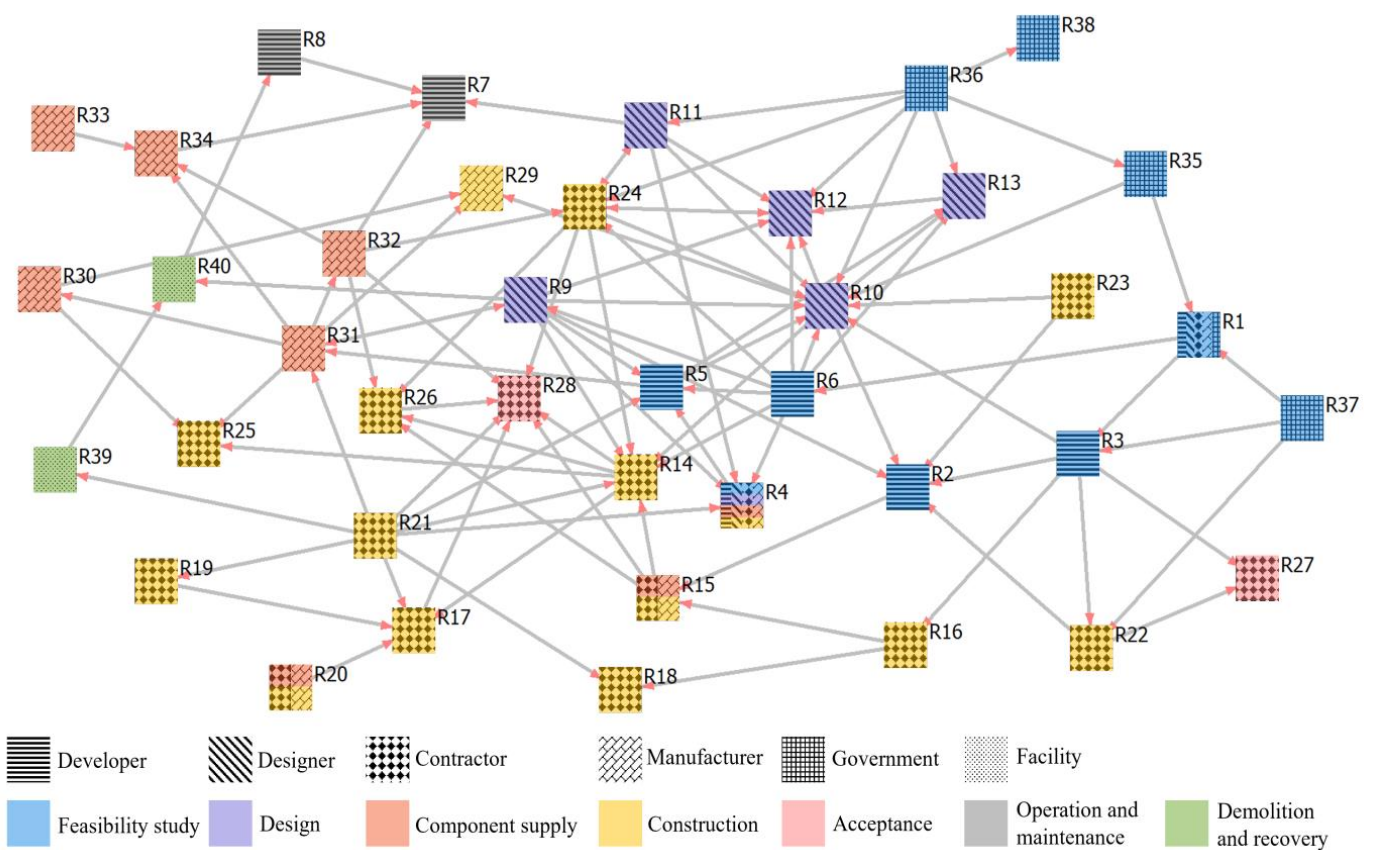 R38
R8
R36
R7
R11
R33
R34
R35
R29
R13
R24
R12
R32
R40
R30
R23
R9
R10
R1
R31
R5
R6
R28
R26
R37
R25
R3
R39
R14
R2
R4
R21
R27
R19
R15
R17
R16
R22
R20
R18
Developer
Designer
Contractor
Manufacturer
Government
Facility
Feasibility study
Design
Component supply
Construction
Acceptance
Operation and
maintenance
Demolition
and recovery